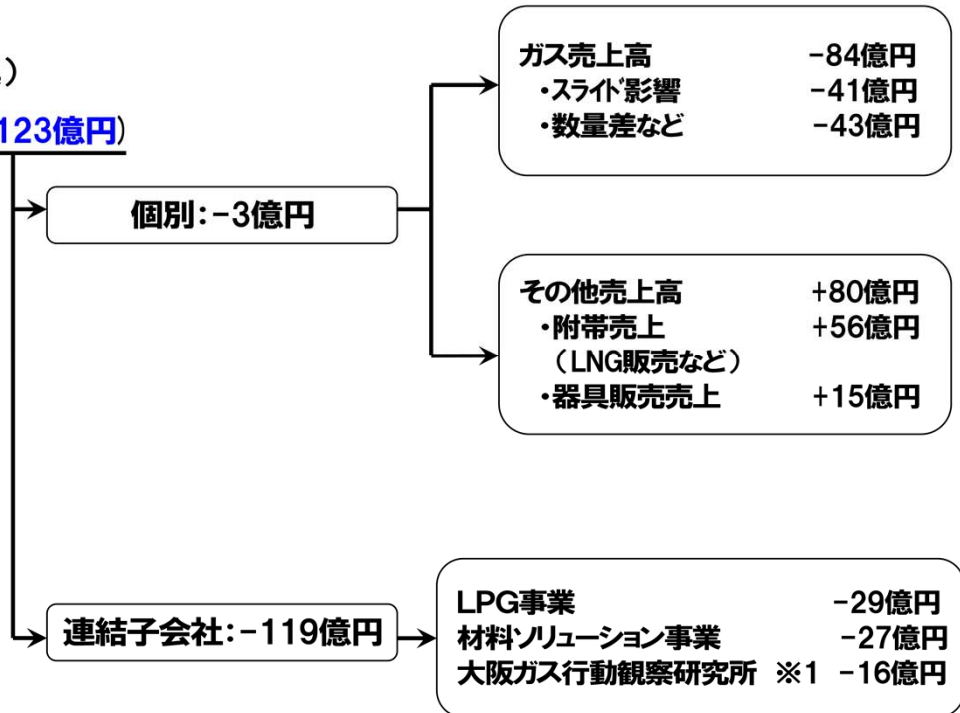 )
123億円)
個別：-3億円
ガス売上高 -84億円
・スライド影響 -41億円
・数量差など -43億円
その他売上高 +80億円
・附帯売上 +56億円
（LNG販売など）
・器具販売売上 +15億円
連結子会社：-119億円
LPG事業 -29億円
材料ソリューション事業 -27億円
大阪ガス行動観察研究所 ※1 -16億円